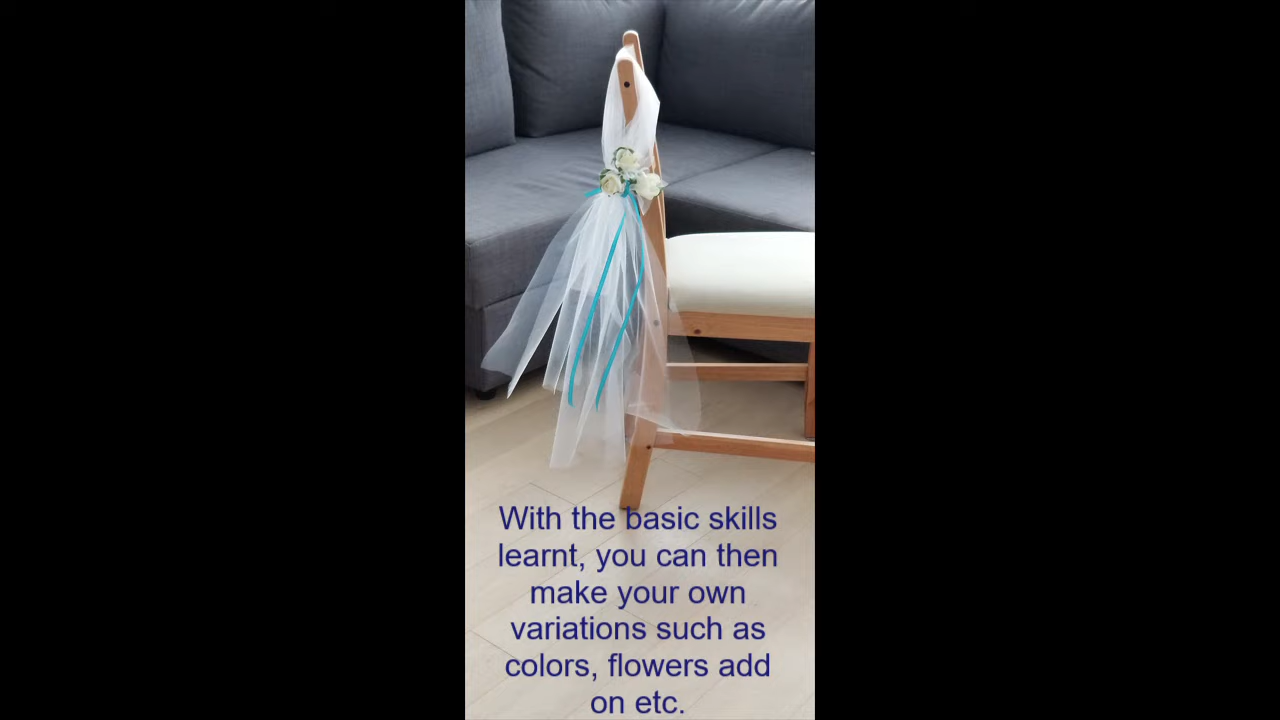 With the basic skills
learnt, you can then
make your own
variations such as
colors, flowers add
on etc.